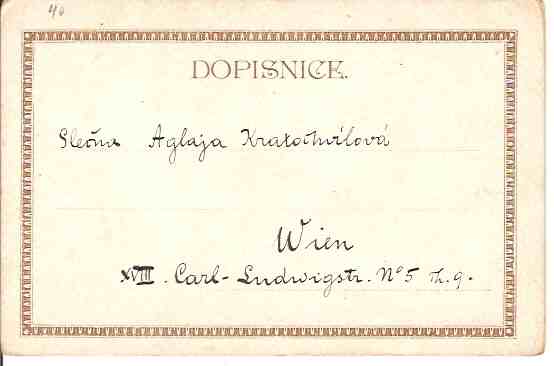 40
DOPISNICE.
Slečna Aglaja Kratochvílová
Wien
XVIII. Carl-Ludwigstr. No 5 Th. 9.